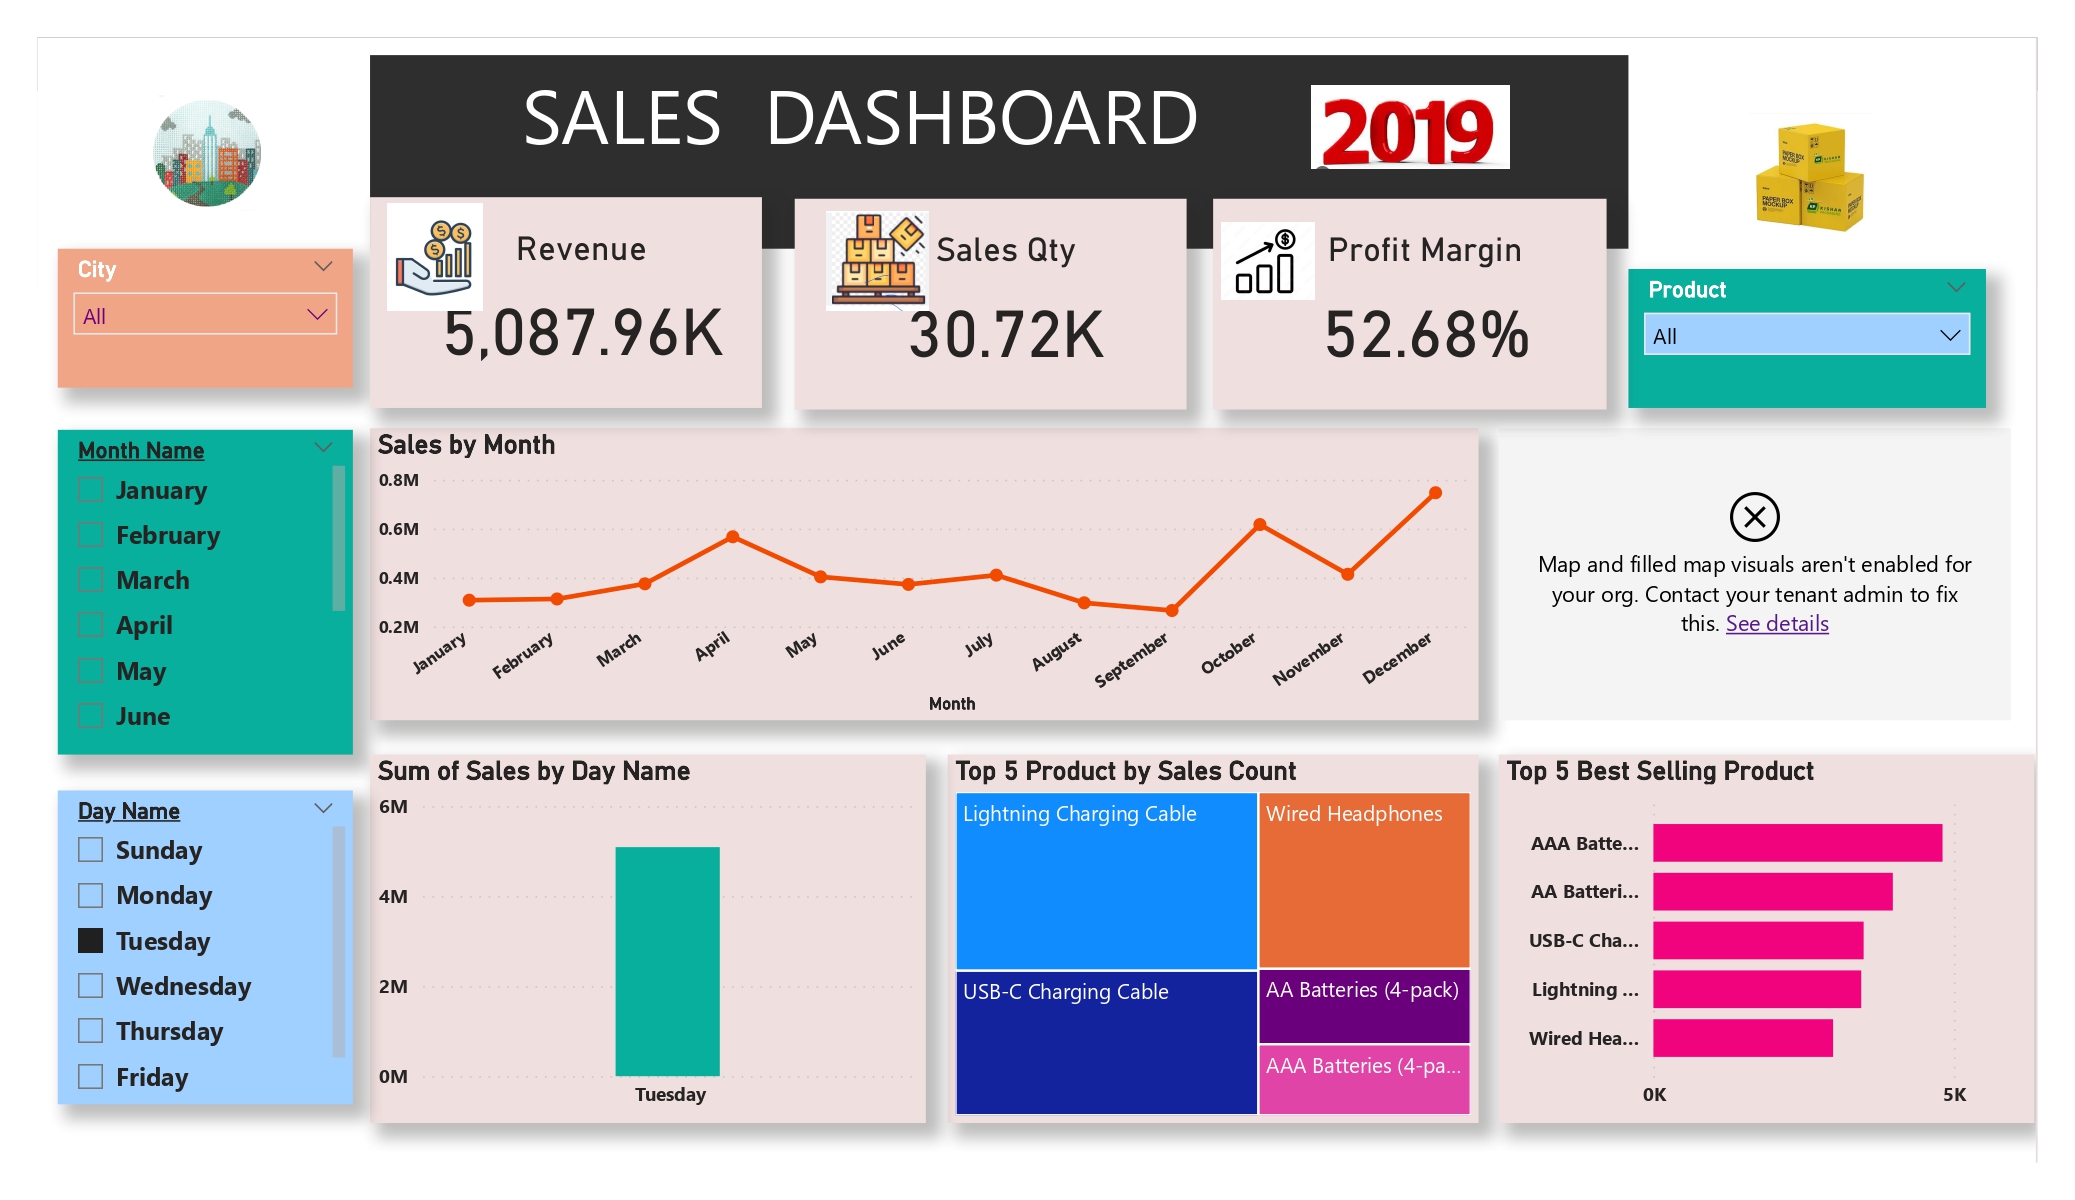 SALES DASHBOARD
2019
City
All
Revenue
5,087.96K
Sales Qty
30.72K
Profit Margin
52.68%
PAPER BOX
MOCKUP
PAPER BOX
MOCKUP
Product
All
Month Name
January
February
March
April
May
June
Sales by Month
0.8M
0.6M
0.4M
0.2M
January
February
March
April
May
June
July
August
September
October
November
December
Month
Map and filled map visuals aren't enabled for
your org. Contact your tenant admin to fix
this. See details
Day Name
Sunday
Monday
Tuesday
Wednesday
Thursday
Friday
Sum of Sales by Day Name
6M
4M
2M
0M
Tuesday
Top 5 Product by Sales Count
Lightning Charging Cable
Wired Headphones
USB-C Charging Cable
AA Batteries (4-pack)
AAA Batteries (4-pa...
Top 5 Best Selling Product
AAA Batte...
AA Batteri...
USB-C Cha...
Lightning ...
Wired Hea...
0K
5K